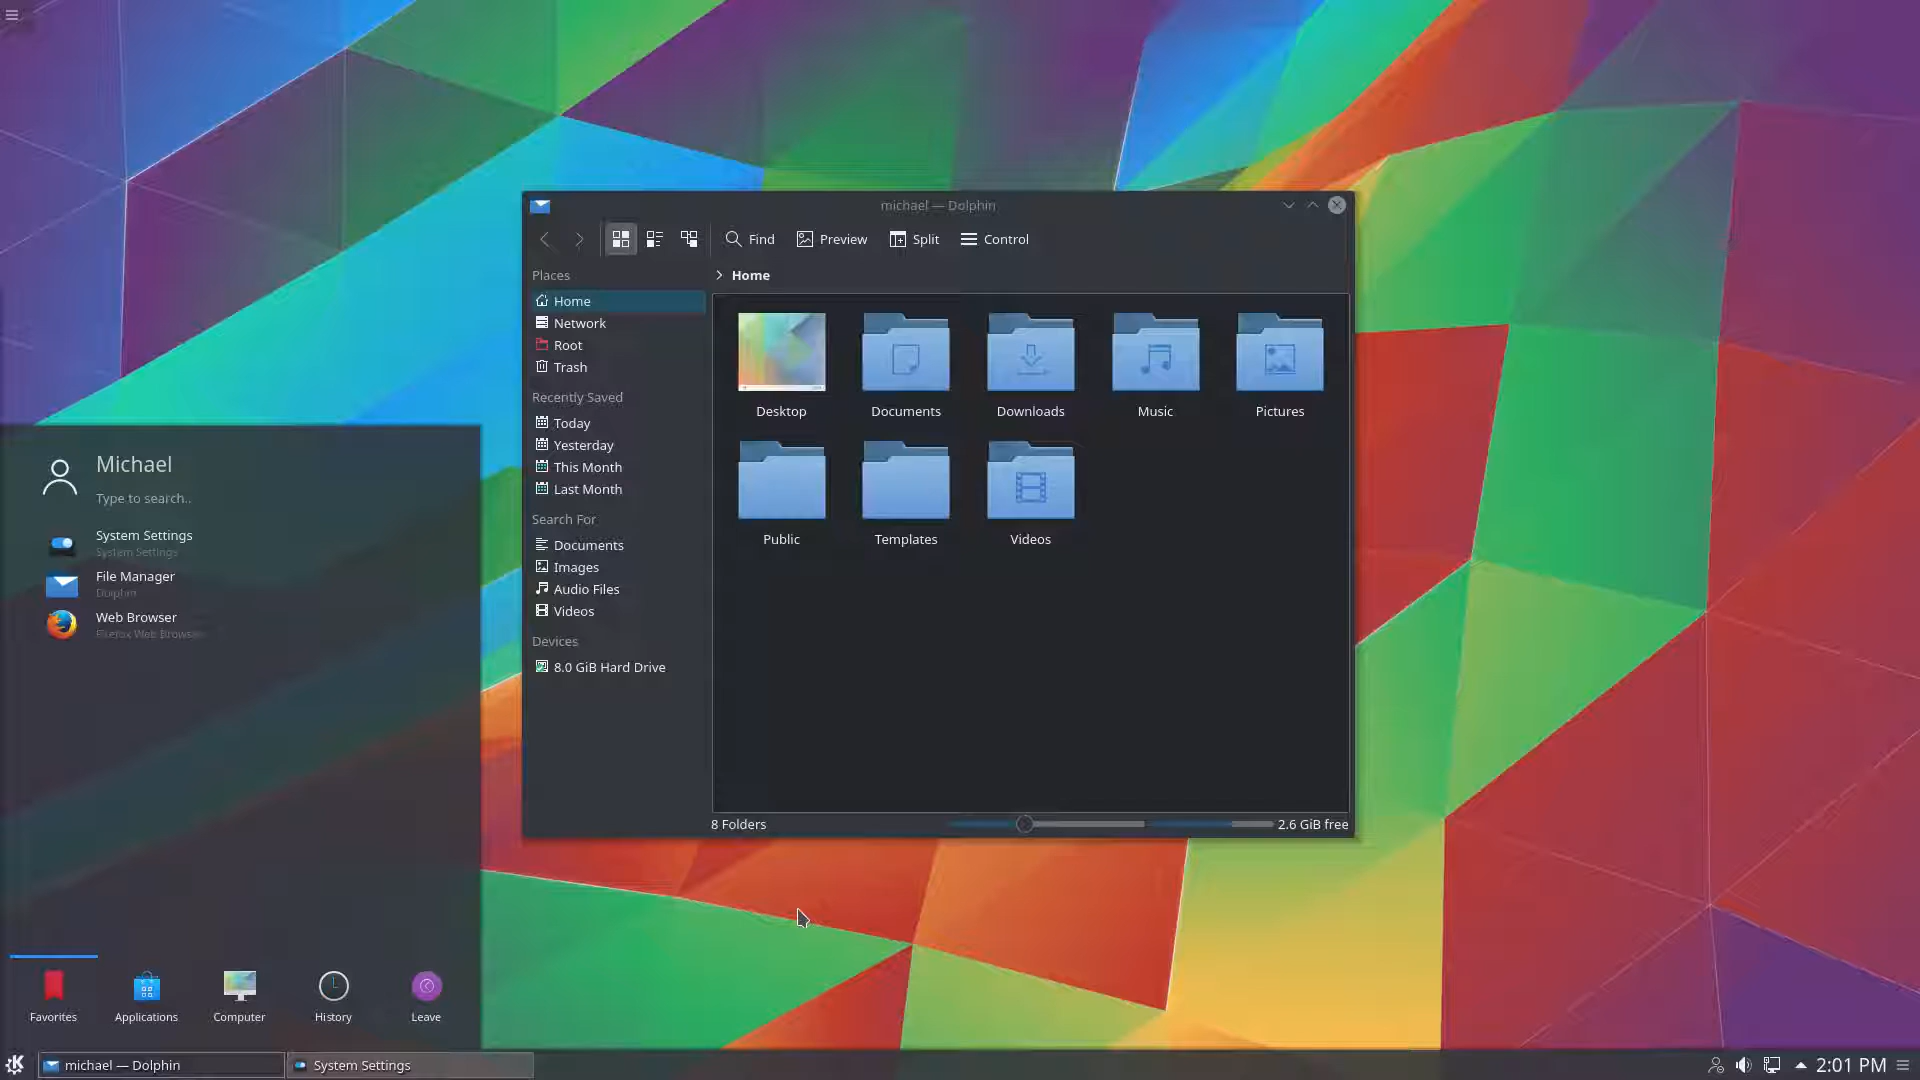 michael — Dolphin
Find Preview Split Control
Places
Home
Network
Root
Trash
Recently Saved
Today
Yesterday
This Month
Last Month
Search For
Documents
Images
Audio Files
Videos
Devices
8.0 GiB Hard Drive
Home
Desktop Documents Downloads Music Pictures
Public Templates Videos
8 Folders 2.6 GiB free
Michael
Type to search..
System Settings
System Settings
File Manager
Dolphin
Web Browser
Firefox Web Browse
Favorites Applications Computer History Leave
michael — Dolphin System Settings 2:01 PM